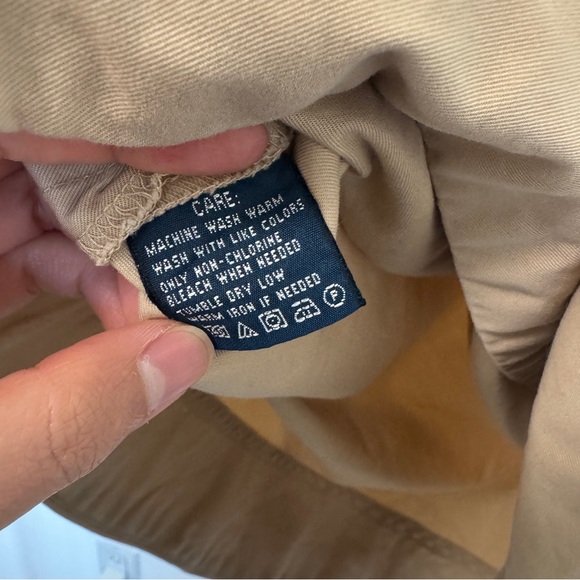 CARE:
MACHINE WASH WARM
WASH WITH LIKE COLORS
ONLY NON-CHLORINE
BLEACH WHEN NEEDED
TUMBLE DRY LOW
WARM IRON IF NEEDED
P